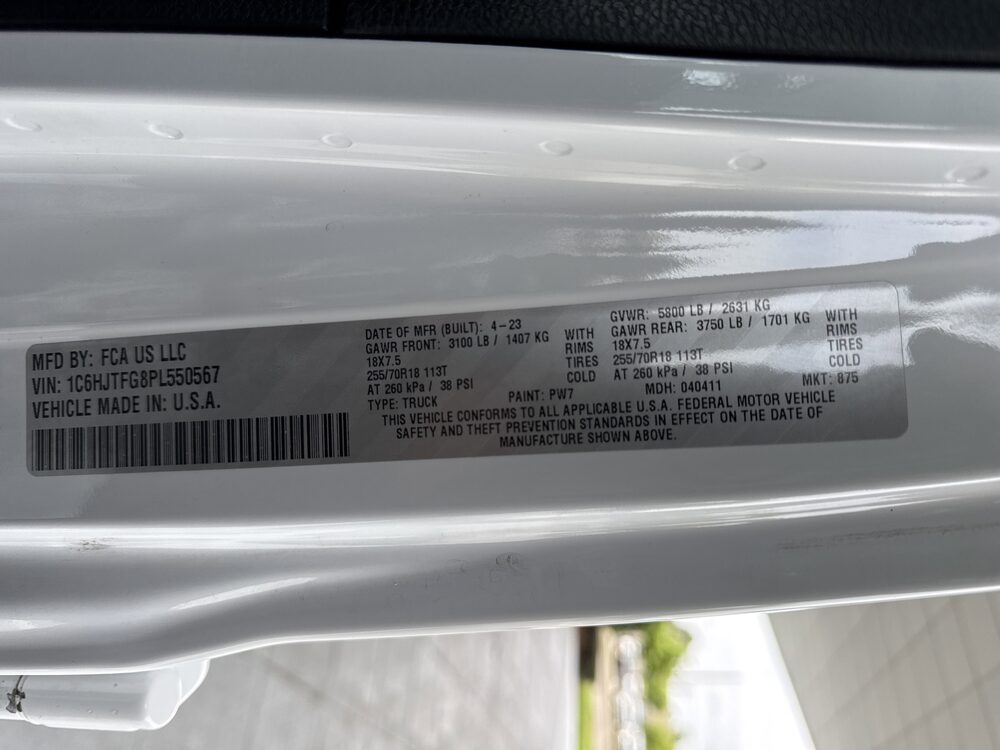 MFD BY: FCA US LLC
VIN: 1C6HJTFG8PL550567
VEHICLE MADE IN: U.S.A.
DATE OF MFR (BUILT): 4-23
GAWR FRONT: 3100 LB / 1407 KG WITH
18X7.5 RIMS
255/70R18 113T TIRES
AT 260 kPa / 38 PSI COLD
GVWR: 5800 LB / 2631 KG
GAWR REAR: 3750 LB / 1701 KG WITH
18X7.5 RIMS
255/70R18 113T TIRES
AT 260 kPa / 38 PSI COLD
TYPE: TRUCK PAINT: PW7 MDH: 040411 MKT: 875
THIS VEHICLE CONFORMS TO ALL APPLICABLE U.S.A. FEDERAL MOTOR VEHICLE
SAFETY AND THEFT PREVENTION STANDARDS IN EFFECT ON THE DATE OF
MANUFACTURE SHOWN ABOVE.